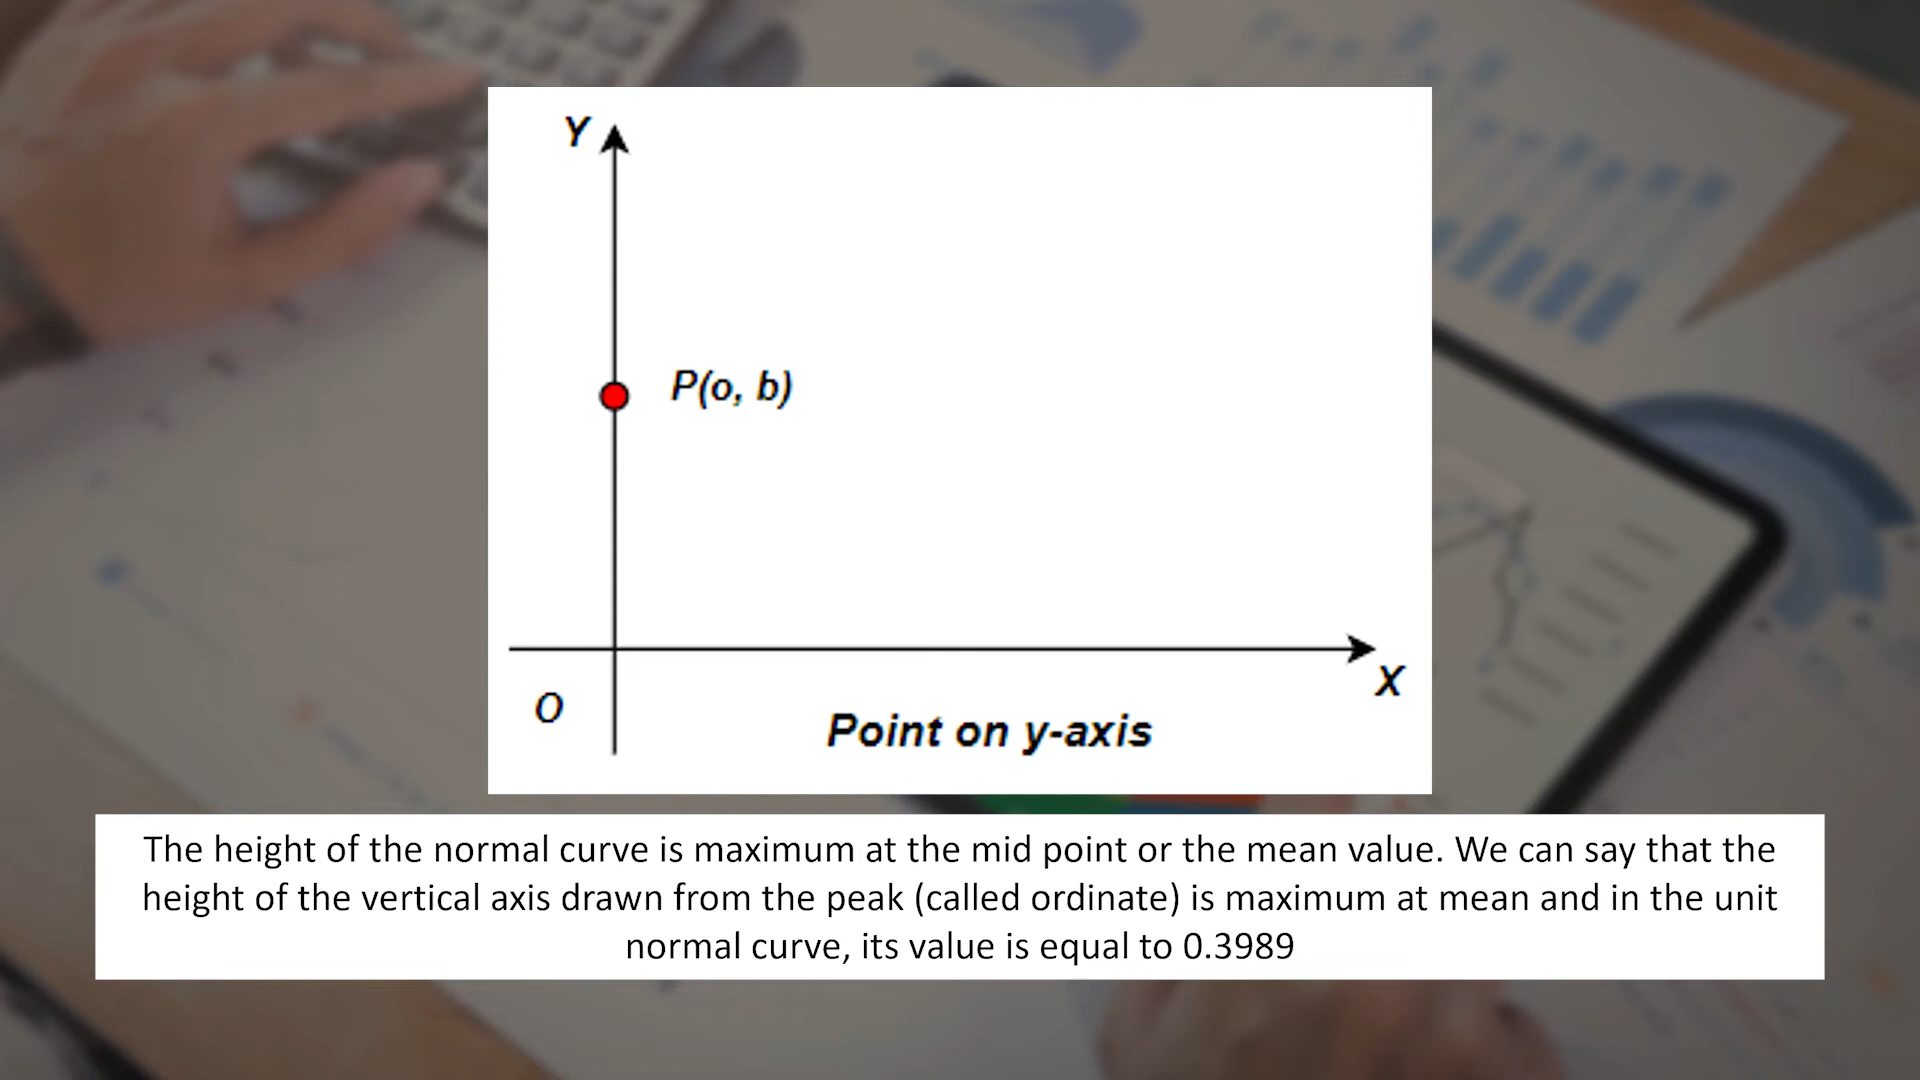 Y
P(o, b)
X
O
Point on y-axis
The height of the normal curve is maximum at the mid point or the mean value. We can say that the
height of the vertical axis drawn from the peak (called ordinate) is maximum at mean and in the unit
normal curve, its value is equal to 0.3989